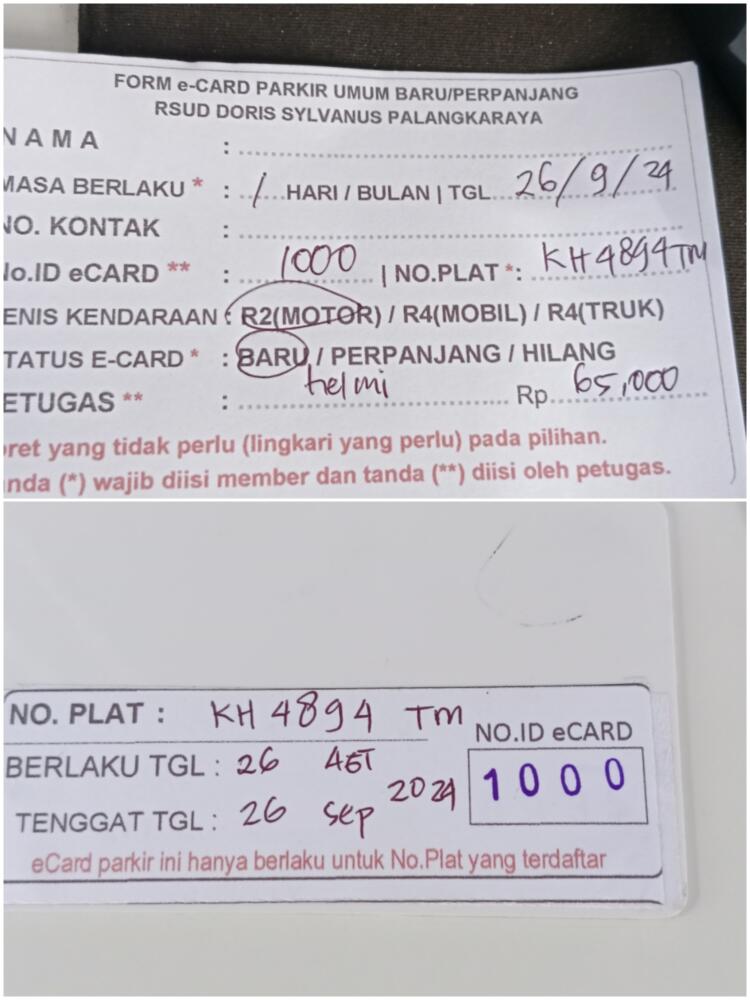 FORM e-CARD PARKIR UMUM BARU/PERPANJANG
RSUD DORIS SYLVANUS PALANGKARAYA
NAMA :
MASA BERLAKU * : 1 HARI / BULAN | TGL 26/9/24
NO. KONTAK :
No.ID eCARD ** : 1000 | NO.PLAT *: KH 4894 TM
ENIS KENDARAAN : R2(MOTOR) / R4(MOBIL) / R4(TRUK)
TATUS E-CARD * : BARU / PERPANJANG / HILANG
ETUGAS ** : helmi Rp. 65,000
oret yang tidak perlu (lingkari yang perlu) pada pilihan.
anda (*) wajib diisi member dan tanda (**) diisi oleh petugas.
NO. PLAT : KH 4894 TM
NO.ID eCARD
BERLAKU TGL : 26 AGT
2024
1000
TENGGAT TGL : 26 Sep
eCard parkir ini hanya berlaku untuk No.Plat yang terdaftar